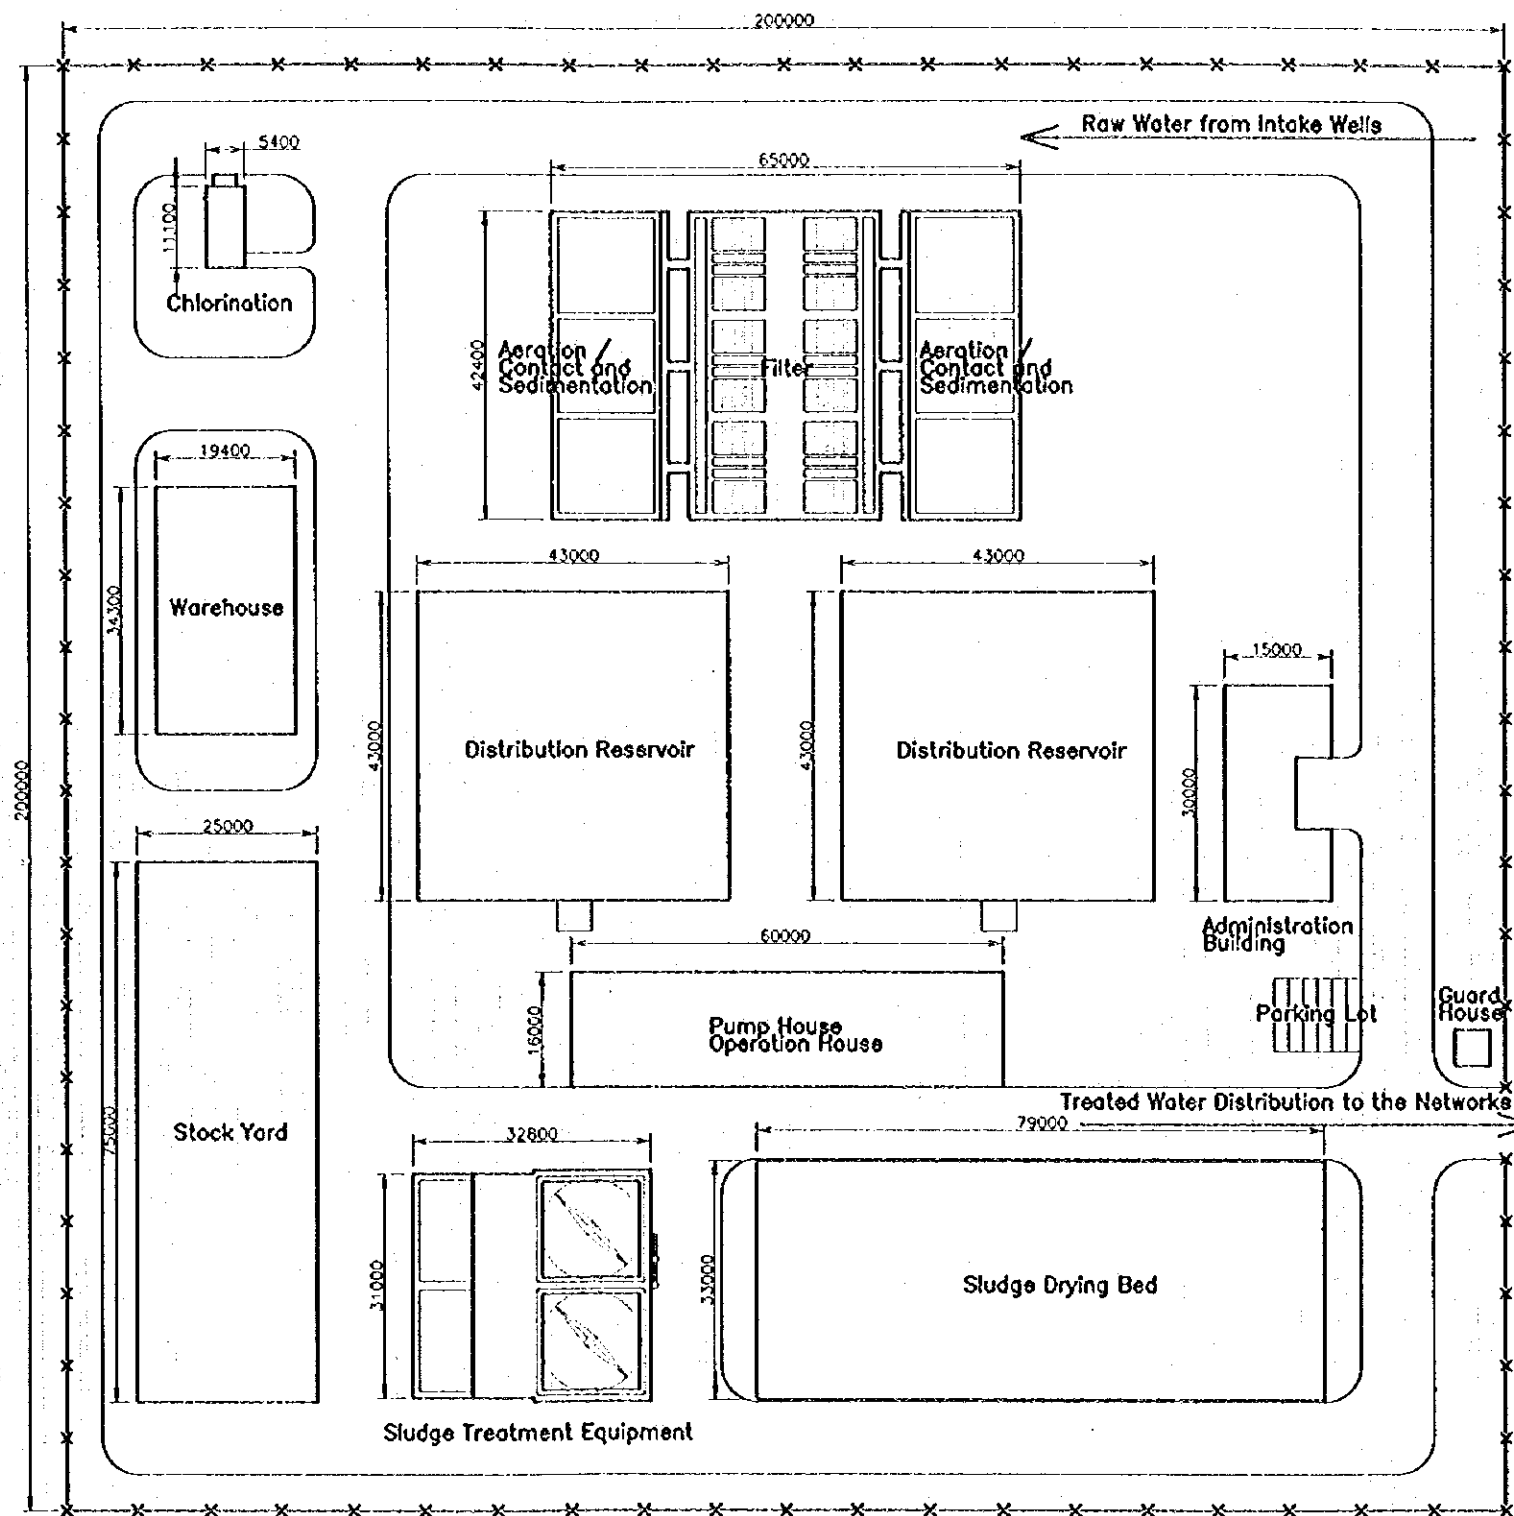 200000
Raw Water from Intake Wells
5400
65000
11100
Chlorination
42400
Aeration /
Contact and
Sedimentation
Filter
Aeration /
Contact and
Sedimentation
19400
34300
Warehouse
43000
43000
15000
43000
Distribution Reservoir
43000
Distribution Reservoir
30000
200000
25000
Administration
Building
60000
16000
Pump House
Operation House
Parking Lot
Guard
House
75000
Stock Yard
Treated Water Distribution to the Networks
32800
79000
31000
33000
Sludge Drying Bed
Sludge Treatment Equipment